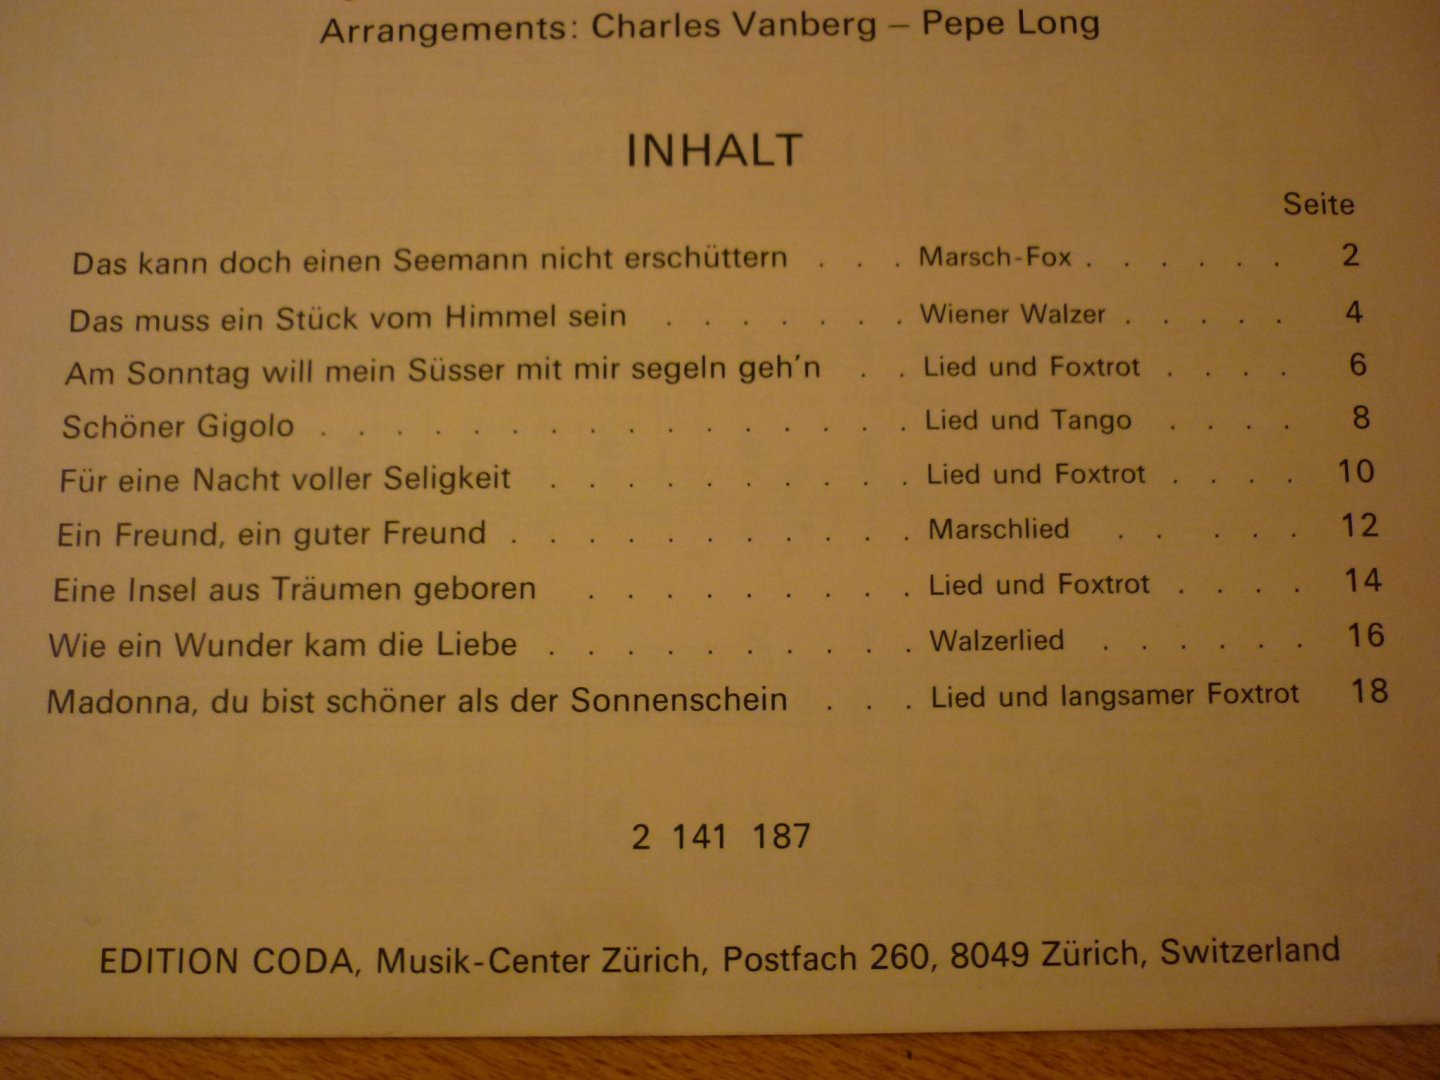 Arrangements: Charles Vanberg – Pepe Long
INHALT
Seite
Das kann doch einen Seemann nicht erschüttern . . . Marsch-Fox . . . . . . 2
Das muss ein Stück vom Himmel sein . . . . . . . Wiener Walzer . . . . . 4
Am Sonntag will mein Süsser mit mir segeln geh'n . . Lied und Foxtrot . . . . 6
Schöner Gigolo . . . . . . . . . . . . . . . . Lied und Tango . . . . 8
Für eine Nacht voller Seligkeit . . . . . . . . . . Lied und Foxtrot . . . . 10
Ein Freund, ein guter Freund . . . . . . . . . . . Marschlied . . . . . 12
Eine Insel aus Träumen geboren . . . . . . . . . Lied und Foxtrot . . . . 14
Wie ein Wunder kam die Liebe . . . . . . . . . . Walzerlied . . . . . . 16
Madonna, du bist schöner als der Sonnenschein . . . Lied und langsamer Foxtrot 18
2 141 187
EDITION CODA, Musik-Center Zürich, Postfach 260, 8049 Zürich, Switzerland